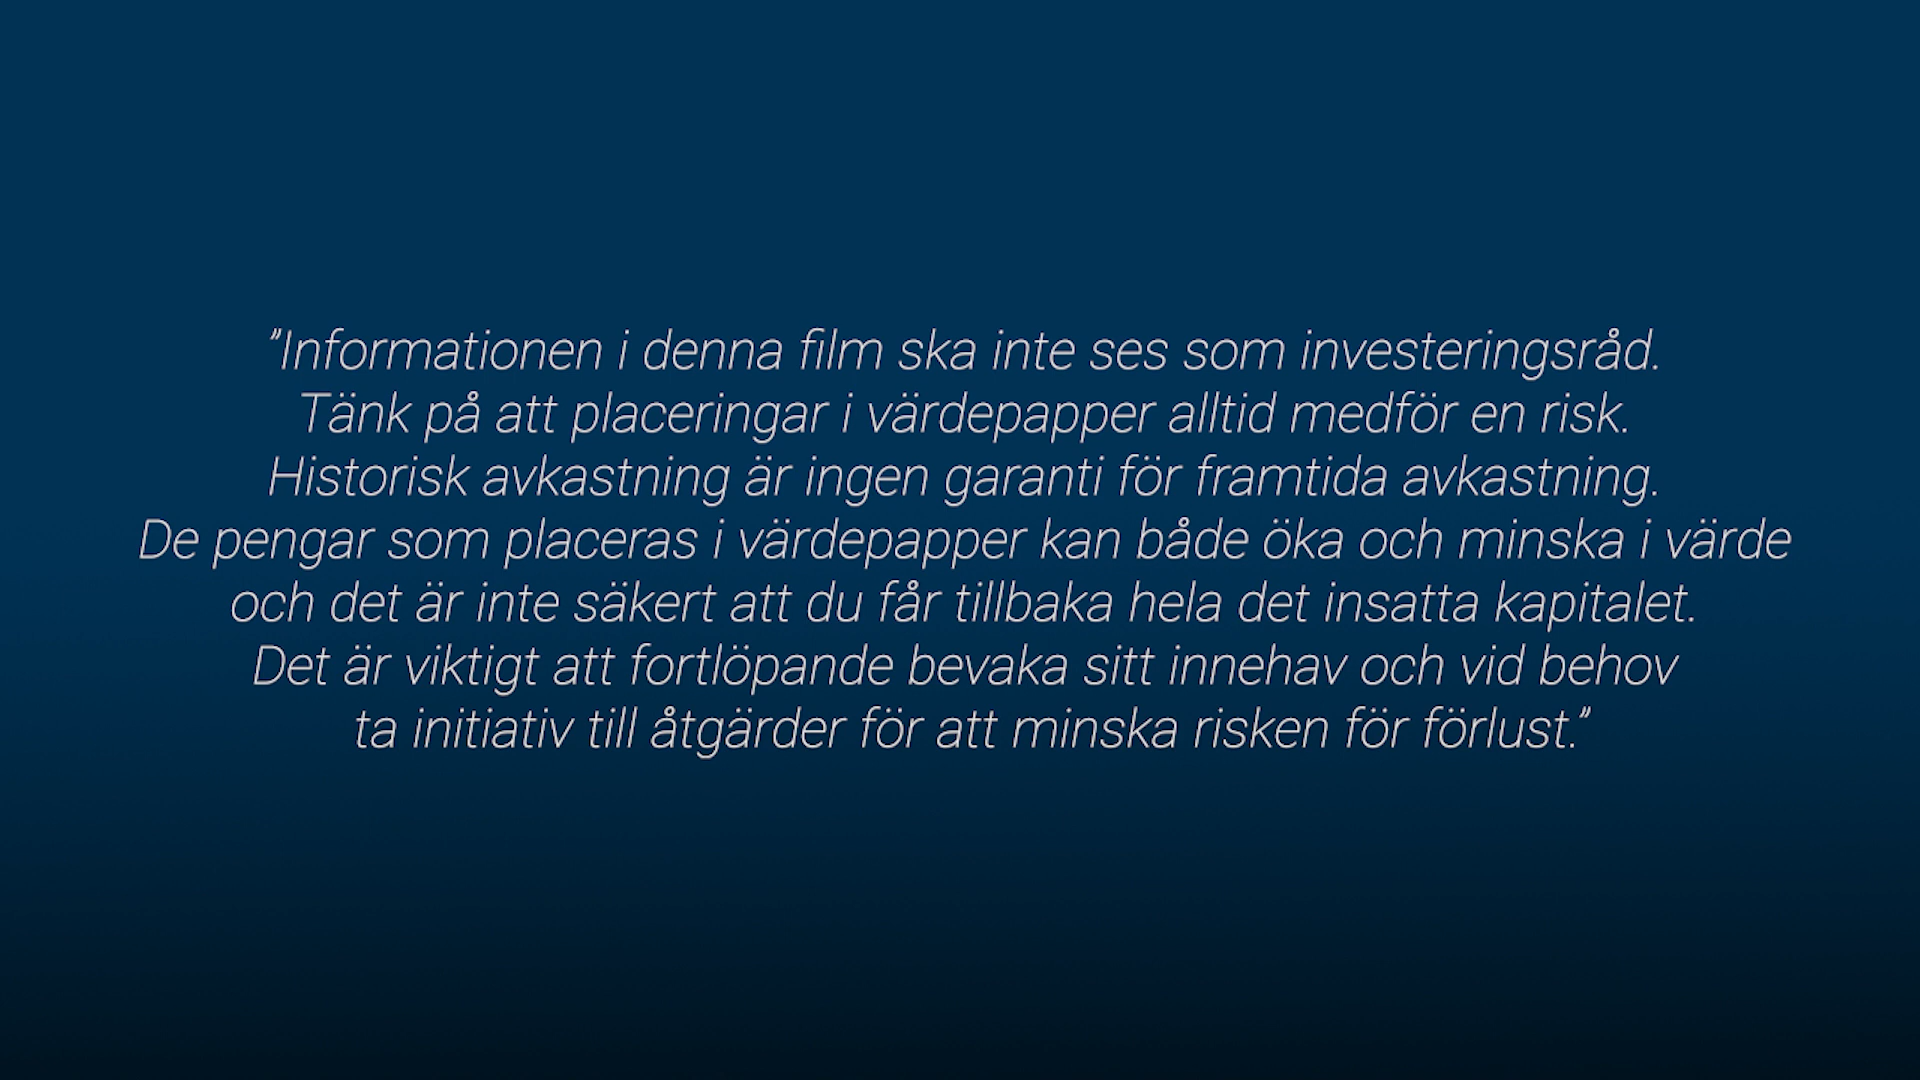 ”Informationen i denna film ska inte ses som investeringsråd.
Tänk på att placeringar i värdepapper alltid medför en risk.
Historisk avkastning är ingen garanti för framtida avkastning.
De pengar som placeras i värdepapper kan både öka och minska i värde
och det är inte säkert att du får tillbaka hela det insatta kapitalet.
Det är viktigt att fortlöpande bevaka sitt innehav och vid behov
ta initiativ till åtgärder för att minska risken för förlust.”